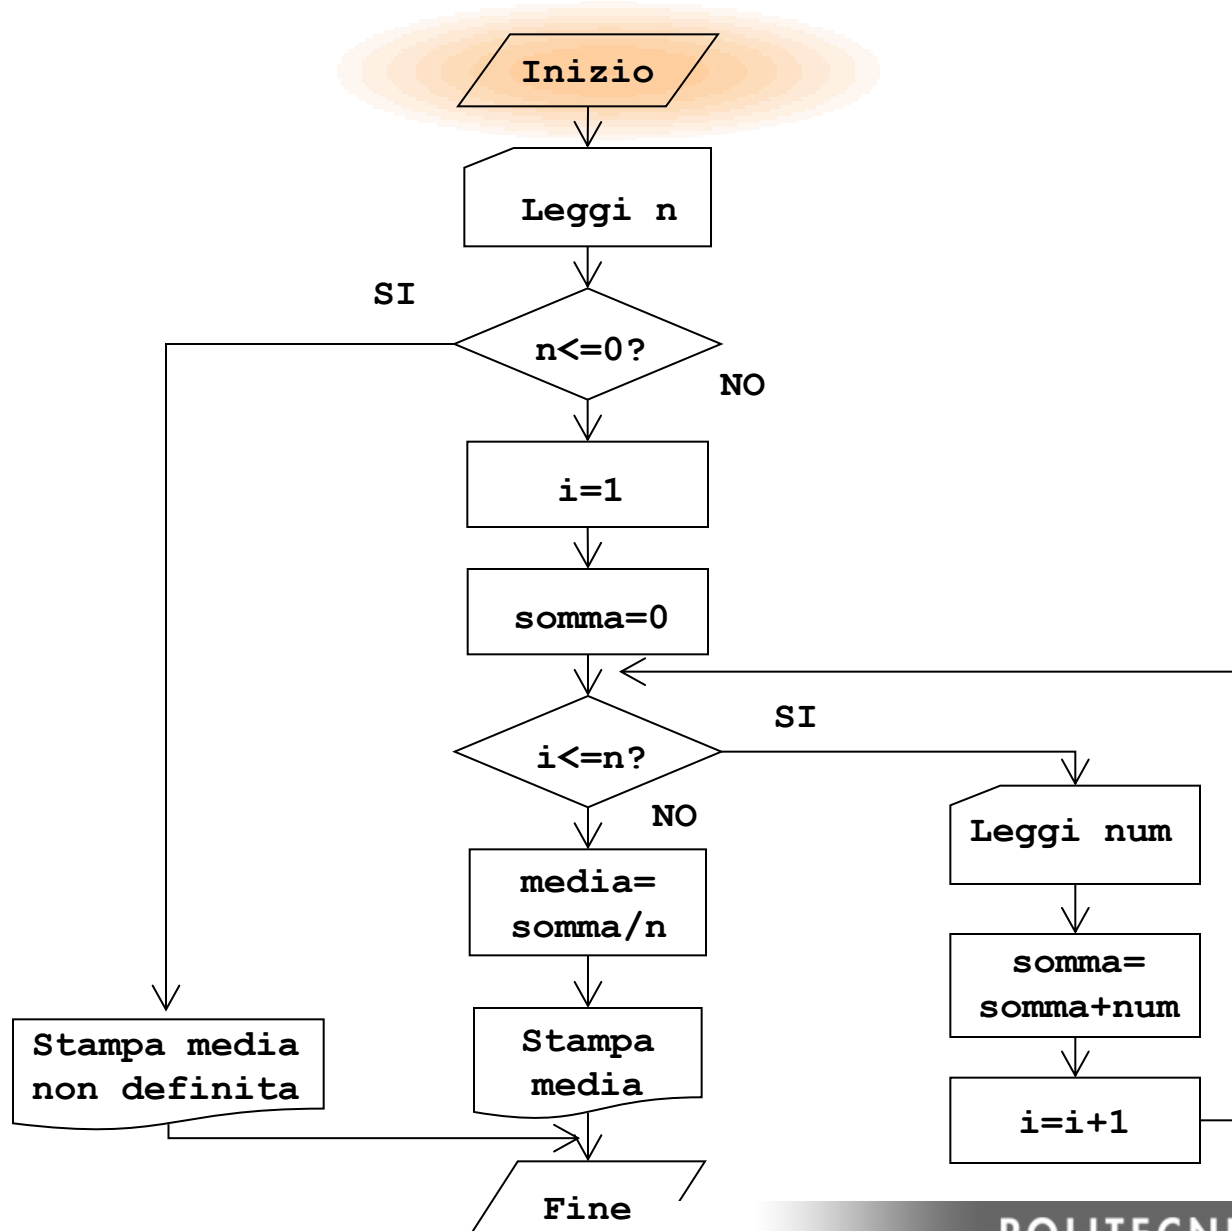 Inizio
Leggi n
SI
n<=0?
NO
i=1
somma=0
SI
i<=n?
NO
Leggi num
media=
somma/n
somma=
somma+num
Stampa media
non definita
Stampa
media
i=i+1
Fine